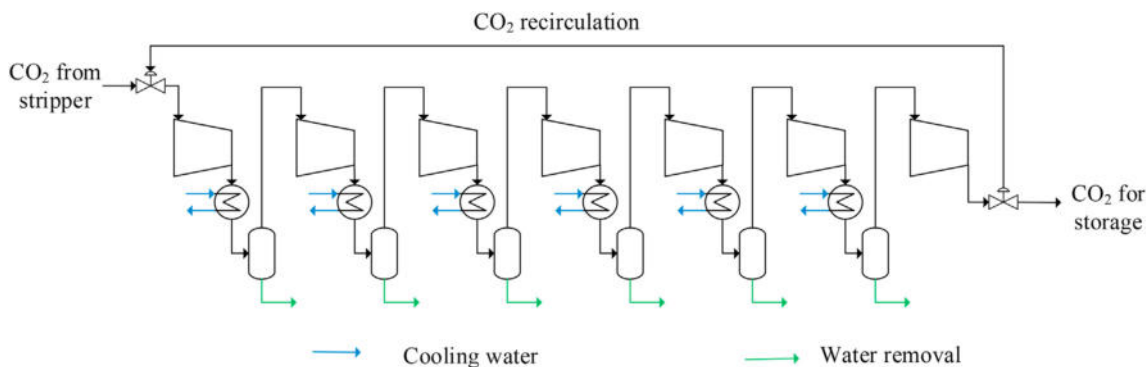 CO₂ recirculation
CO₂ from
stripper
CO₂ for
storage
Cooling water
Water removal